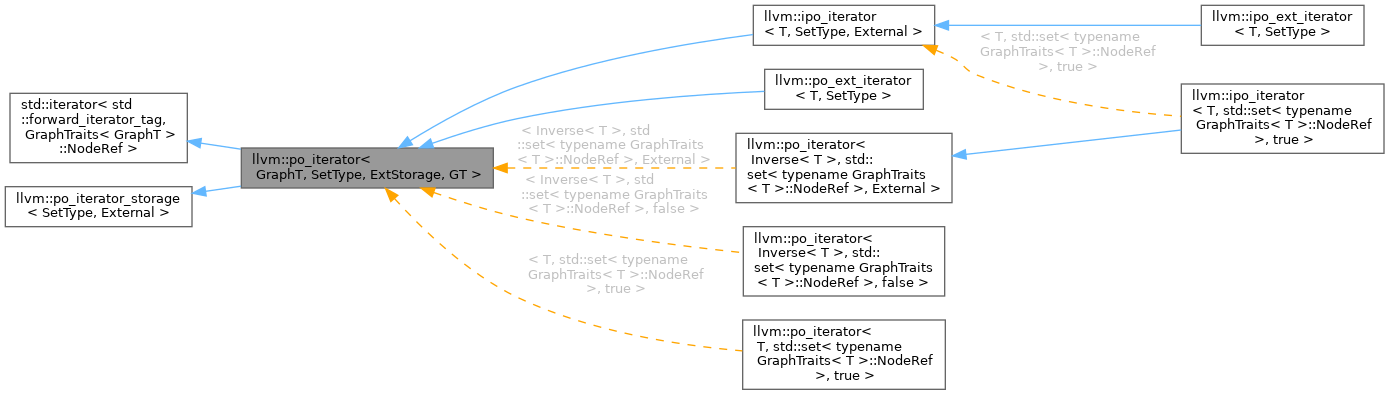 std::iterator< std
::forward_iterator_tag,
GraphTraits< GraphT >
::NodeRef >
llvm::po_iterator_storage
< SetType, External >
llvm::po_iterator<
GraphT, SetType, ExtStorage, GT >
llvm::ipo_iterator
< T, SetType, External >
llvm::po_ext_iterator
< T, SetType >
< Inverse< T >, std
::set< typename GraphTraits
< T >::NodeRef >, External >
llvm::po_iterator<
Inverse< T >, std::
set< typename GraphTraits
< T >::NodeRef >, External >
< Inverse< T >, std
::set< typename GraphTraits
< T >::NodeRef >, false >
llvm::po_iterator<
Inverse< T >, std::
set< typename GraphTraits
< T >::NodeRef >, false >
< T, std::set< typename
GraphTraits< T >::NodeRef
>, true >
llvm::po_iterator<
T, std::set< typename
GraphTraits< T >::NodeRef
>, true >
llvm::ipo_ext_iterator
< T, SetType >
< T, std::set< typename
GraphTraits< T >::NodeRef
>, true >
llvm::ipo_iterator
< T, std::set< typename
GraphTraits< T >::NodeRef
>, true >